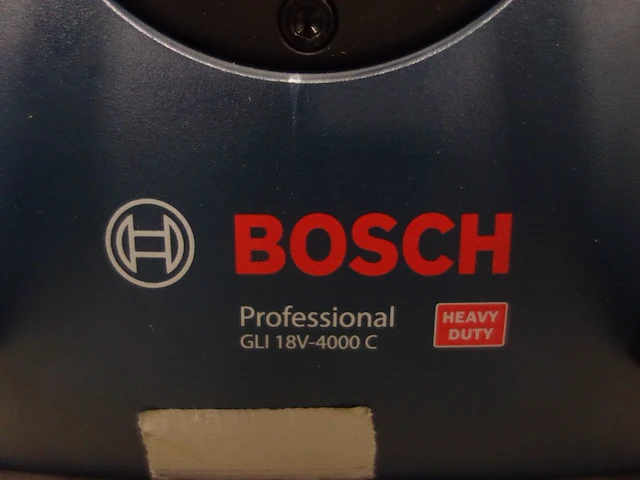 BOSCH
Professional
GLI 18V-4000 C
HEAVY
DUTY